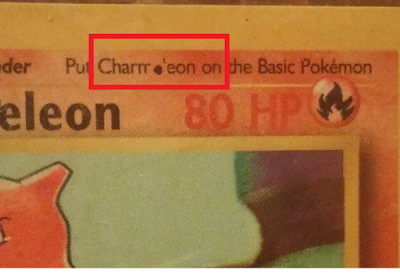 der Put Charm•'eon on the Basic Pokémon
eleon 80 HP